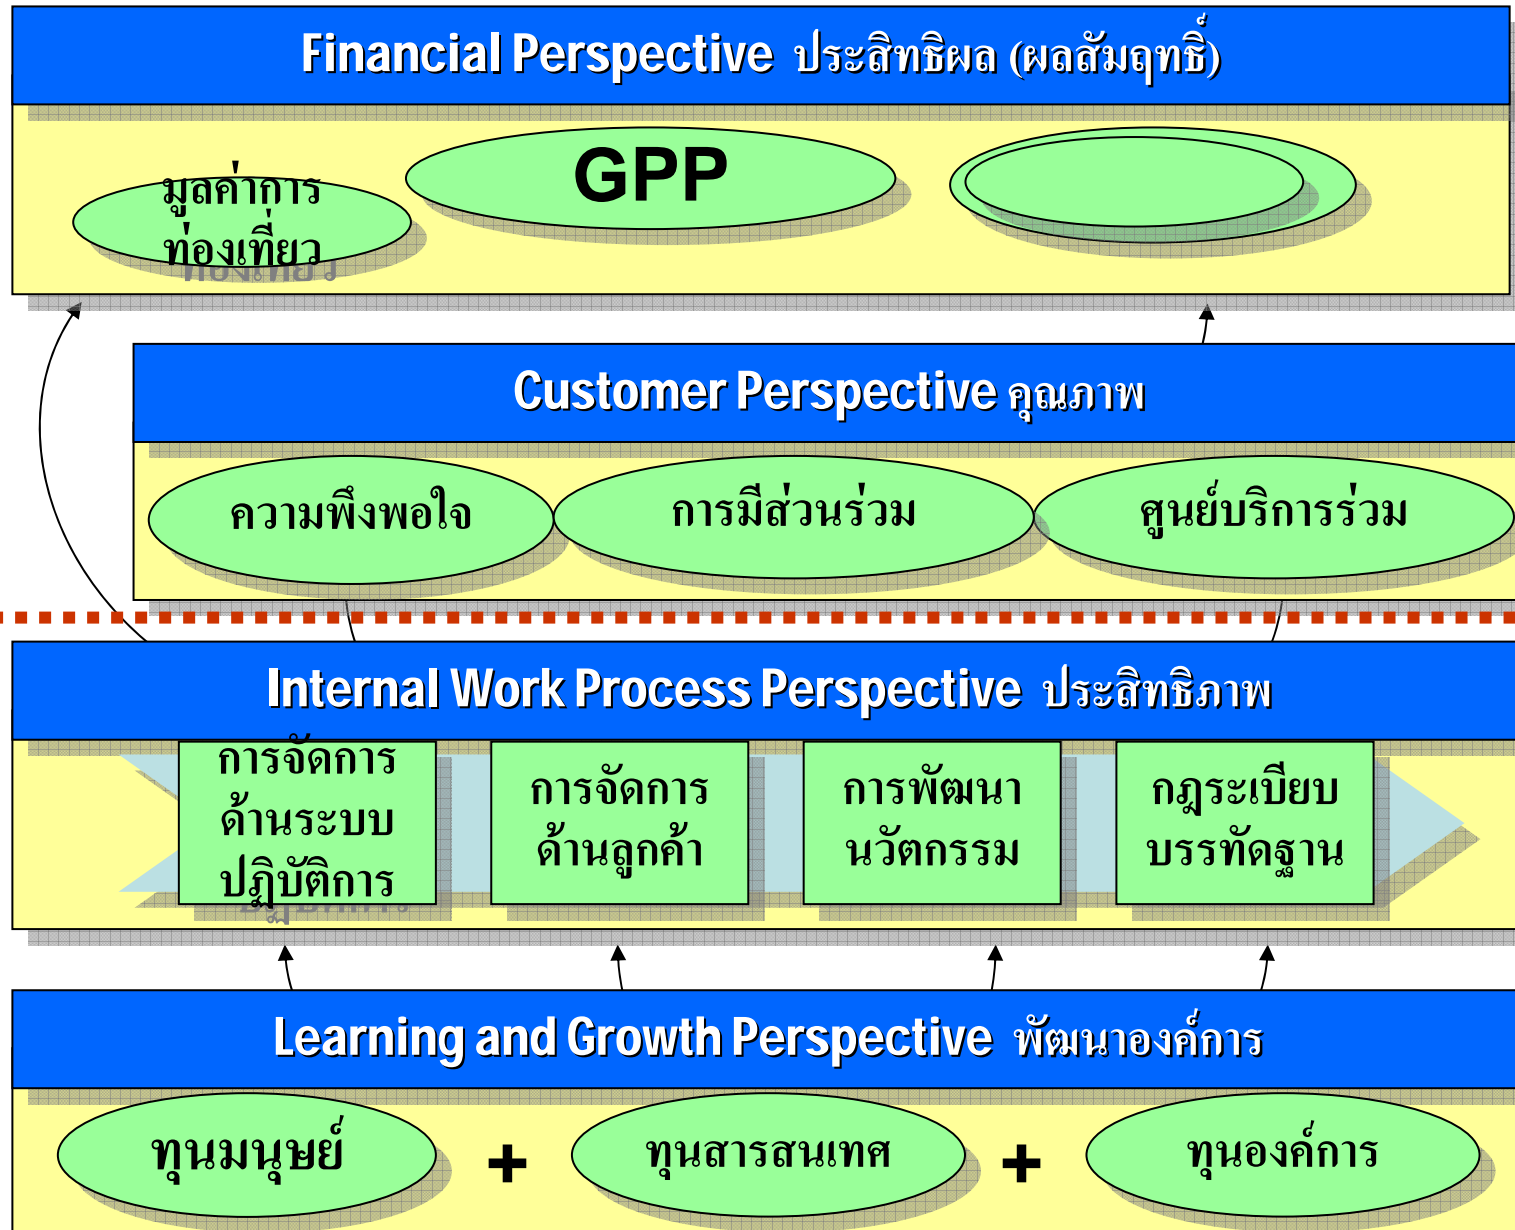 Financial Perspective ประสิทธิผล (ผลสัมฤทธิ์)
มูลค่าการ
ท่องเที่ยว
GPP
Customer Perspective คุณภาพ
ความพึงพอใจ
การมีส่วนร่วม
ศูนย์บริการร่วม
Internal Work Process Perspective ประสิทธิภาพ
การจัดการ
ด้านระบบ
ปฏิบัติการ
การจัดการ
ด้านลูกค้า
การพัฒนา
นวัตกรรม
กฎระเบียบ
บรรทัดฐาน
Learning and Growth Perspective พัฒนาองค์การ
ทุนมนุษย์
+
ทุนสารสนเทศ
+
ทุนองค์การ